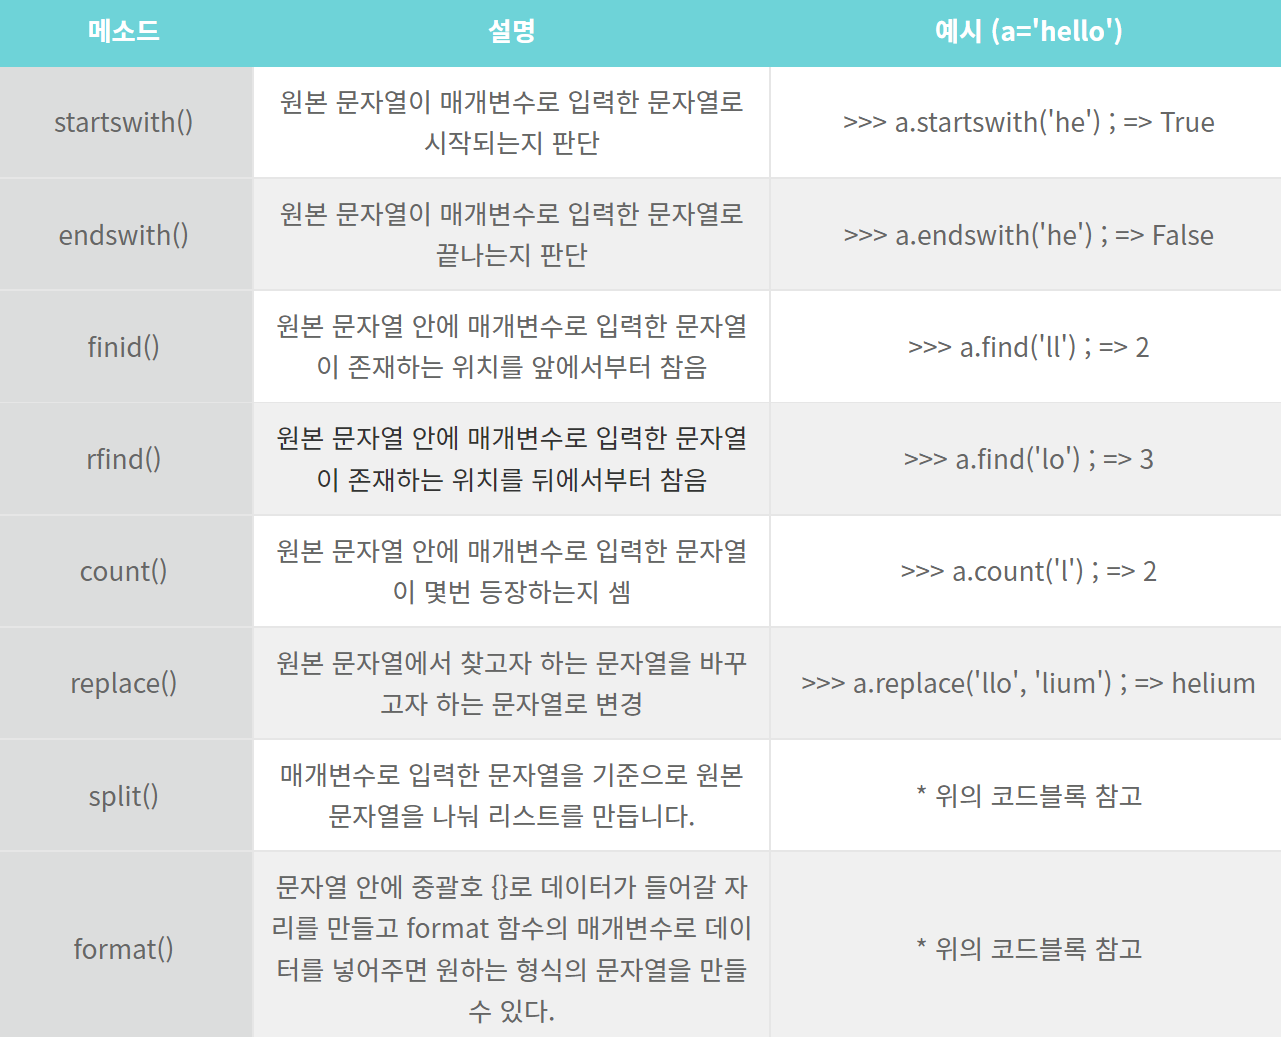 메소드 설명 예시 (a='hello')
startswith()
원본 문자열이 매개변수로 입력한 문자열로
시작되는지 판단
>>> a.startswith('he') ; => True
endswith()
원본 문자열이 매개변수로 입력한 문자열로
끝나는지 판단
>>> a.endswith('he') ; => False
finid()
원본 문자열 안에 매개변수로 입력한 문자열
이 존재하는 위치를 앞에서부터 참음
>>> a.find('ll') ; => 2
rfind()
원본 문자열 안에 매개변수로 입력한 문자열
이 존재하는 위치를 뒤에서부터 참음
>>> a.find('lo') ; => 3
count()
원본 문자열 안에 매개변수로 입력한 문자열
이 몇번 등장하는지 셈
>>> a.count('l') ; => 2
replace()
원본 문자열에서 찾고자 하는 문자열을 바꾸
고자 하는 문자열로 변경
>>> a.replace('llo', 'lium') ; => helium
split()
매개변수로 입력한 문자열을 기준으로 원본
문자열을 나눠 리스트를 만듭니다.
* 위의 코드블록 참고
format()
문자열 안에 중괄호 {}로 데이터가 들어갈 자
리를 만들고 format 함수의 매개변수로 데이
터를 넣어주면 원하는 형식의 문자열을 만들
수 있다.
* 위의 코드블록 참고